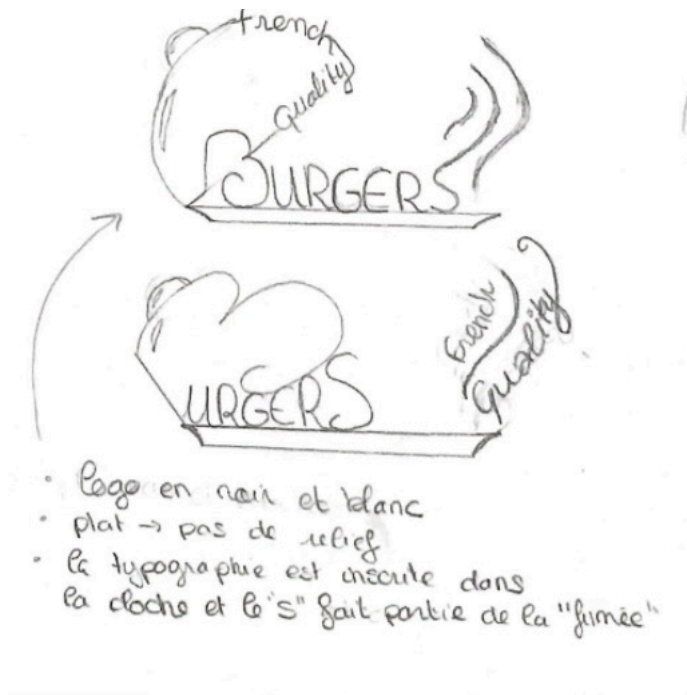 French
Quality
BURGERS
URGERS
French
Quality
• logo en noir et blanc
• plat → pas de relief
• la typographie est inscrite dans
la cloche et le "s" fait partie de la "fumée"